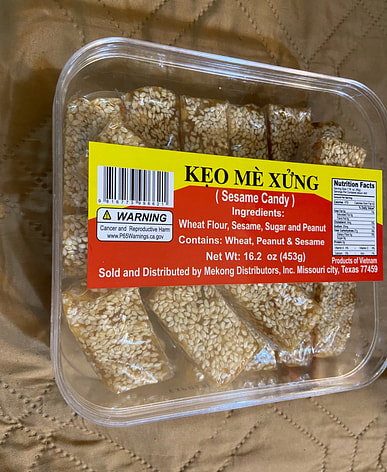 KẸO MÈ XỬNG
( Sesame Candy )
Ingredients:
Wheat Flour, Sesame, Sugar and Peanut
Contains: Wheat, Peanut & Sesame
Net Wt: 16.2 oz (453g)
Sold and Distributed by Mekong Distributors, Inc. Missouri city, Texas 77459
WARNING
Cancer and Reproductive Harm
www.P65Warnings.ca.gov
Nutrition Facts
Products of Vietnam